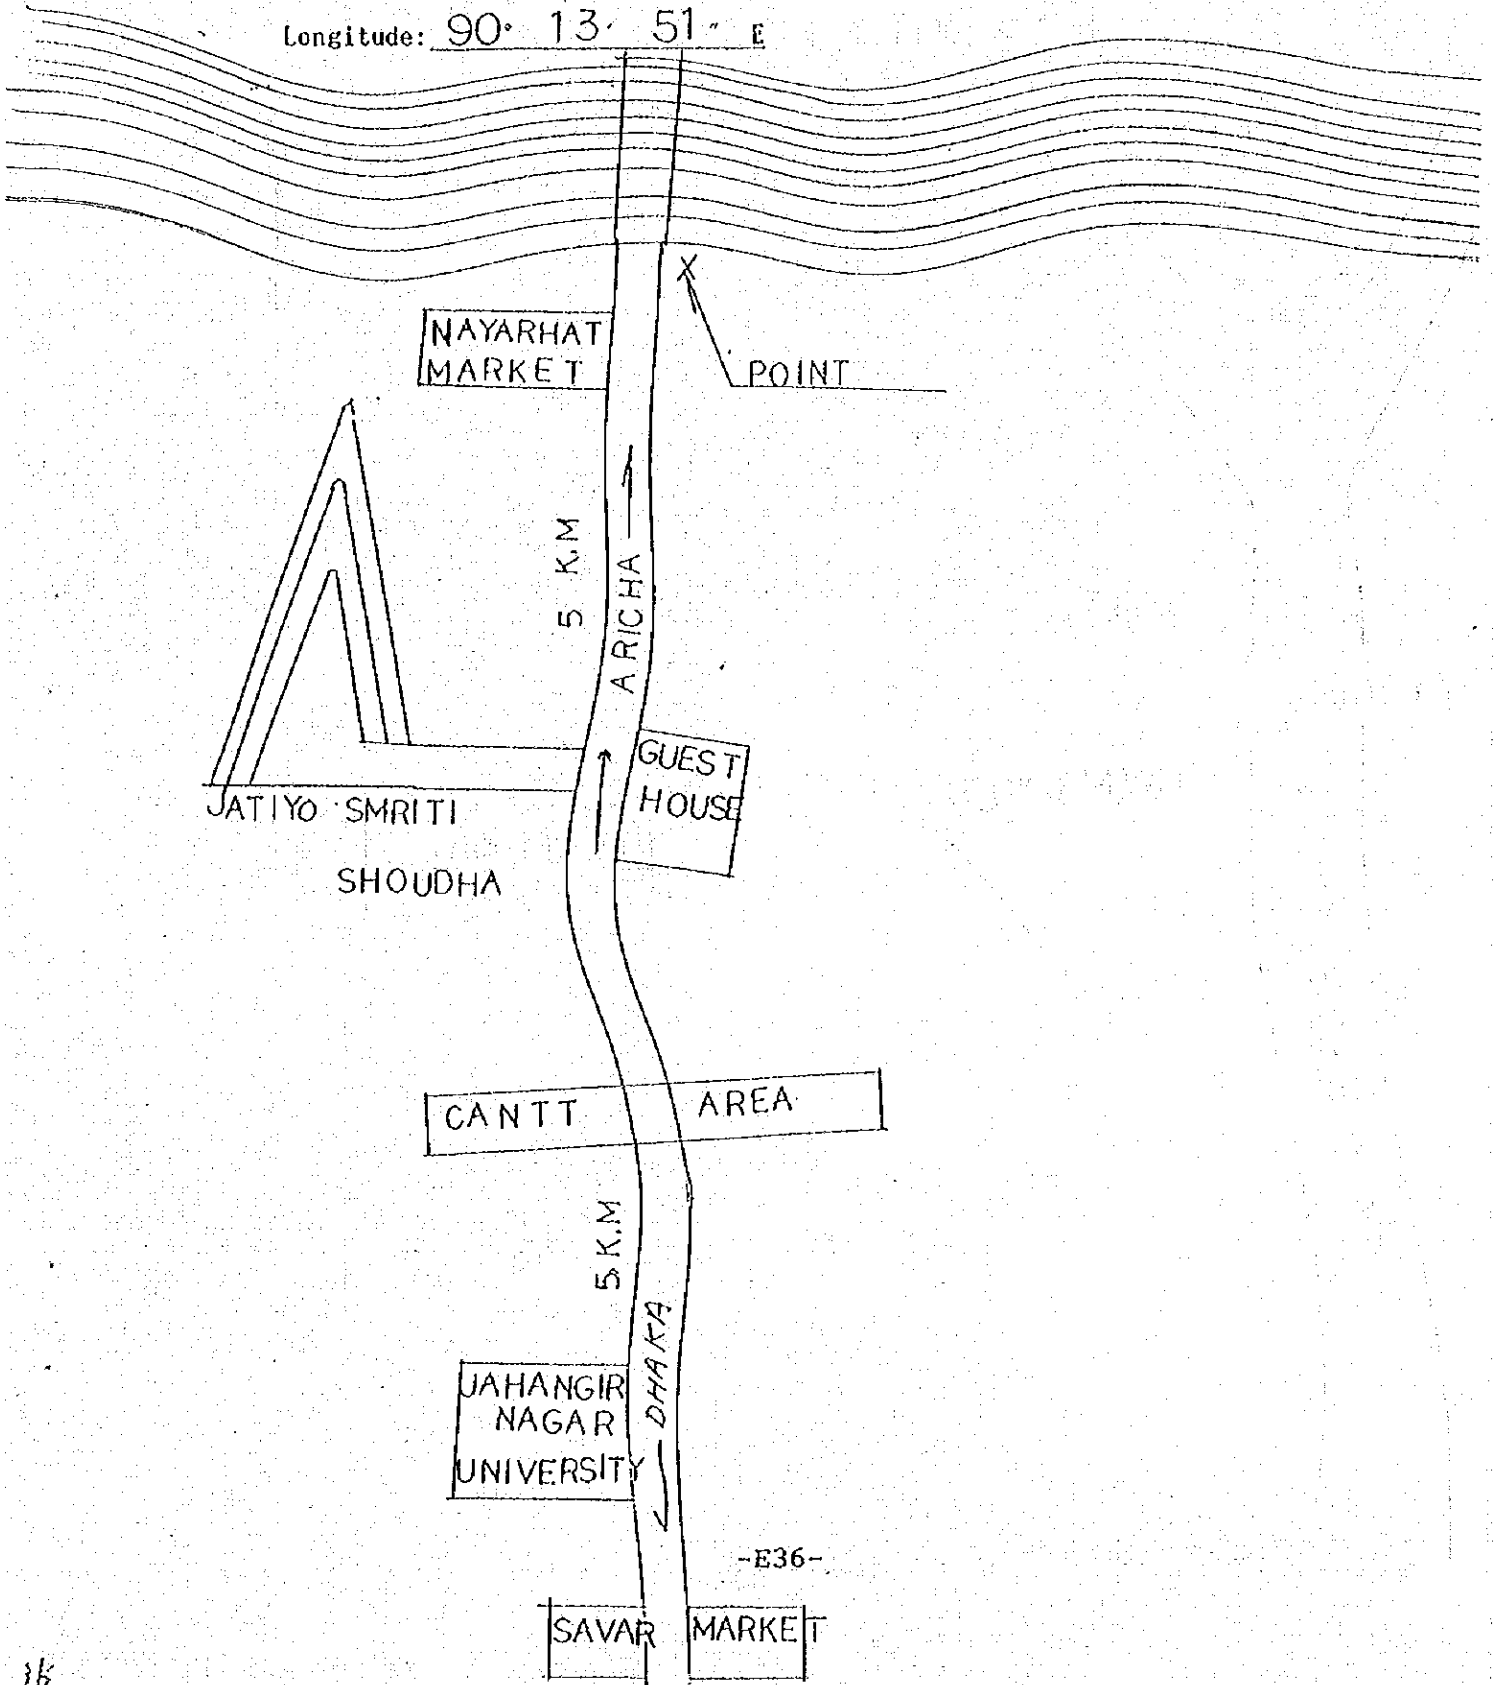 Longitude: 90° 13' 51" E
NAYARHAT
MARKET
POINT
5 K.M
ARICHA
GUEST
HOUSE
JATIYO SMRITI
SHOUDHA
CANTT AREA
5 K.M
DHAKA
JAHANGIR
NAGAR
UNIVERSITY
-E36-
SAVAR MARKET